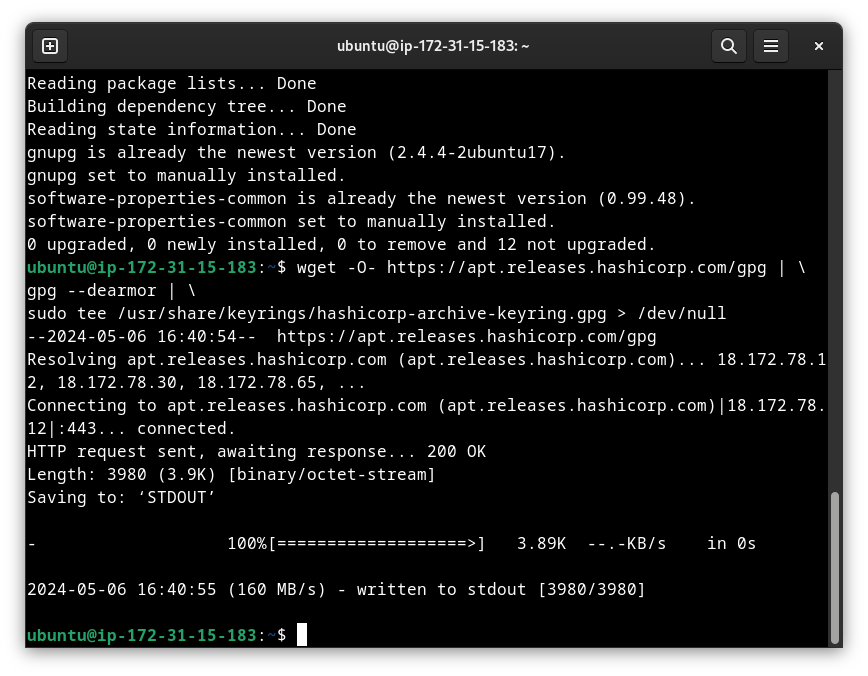 ubuntu@ip-172-31-15-183: ~
Reading package lists... Done
Building dependency tree... Done
Reading state information... Done
gnupg is already the newest version (2.4.4-2ubuntu17).
gnupg set to manually installed.
software-properties-common is already the newest version (0.99.48).
software-properties-common set to manually installed.
0 upgraded, 0 newly installed, 0 to remove and 12 not upgraded.
ubuntu@ip-172-31-15-183:~$ wget -O- https://apt.releases.hashicorp.com/gpg | \
gpg --dearmor | \
sudo tee /usr/share/keyrings/hashicorp-archive-keyring.gpg > /dev/null
--2024-05-06 16:40:54--  https://apt.releases.hashicorp.com/gpg
Resolving apt.releases.hashicorp.com (apt.releases.hashicorp.com)... 18.172.78.1
2, 18.172.78.30, 18.172.78.65, ...
Connecting to apt.releases.hashicorp.com (apt.releases.hashicorp.com)|18.172.78.
12|:443... connected.
HTTP request sent, awaiting response... 200 OK
Length: 3980 (3.9K) [binary/octet-stream]
Saving to: ‘STDOUT’
-                   100%[===================>]   3.89K  --.-KB/s    in 0s
2024-05-06 16:40:55 (160 MB/s) - written to stdout [3980/3980]
ubuntu@ip-172-31-15-183:~$